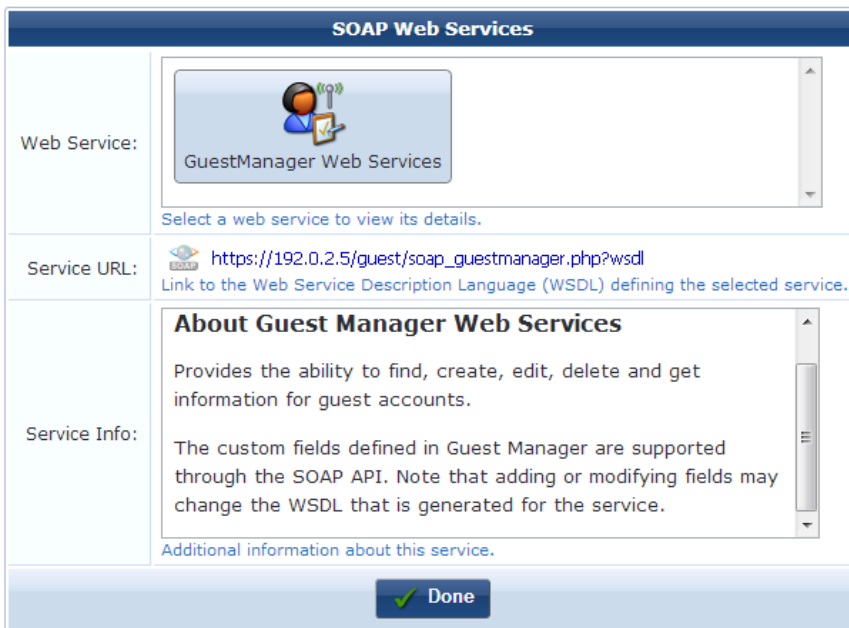 SOAP Web Services
Web Service:
GuestManager Web Services
Select a web service to view its details.
Service URL:
SOAP
https://192.0.2.5/guest/soap_guestmanager.php?wsdl
Link to the Web Service Description Language (WSDL) defining the selected service.
Service Info:
About Guest Manager Web Services
Provides the ability to find, create, edit, delete and get
information for guest accounts.
The custom fields defined in Guest Manager are supported
through the SOAP API. Note that adding or modifying fields may
change the WSDL that is generated for the service.
Additional information about this service.
Done